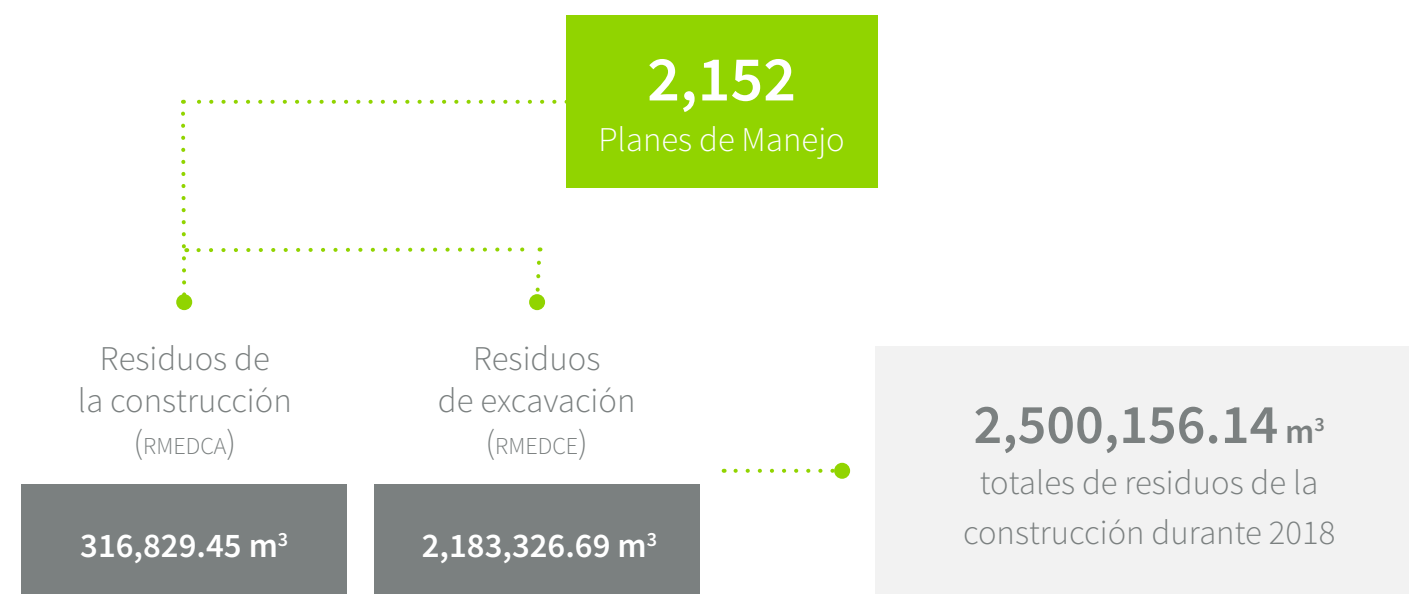 2,152
Planes de Manejo
Residuos de
la construcción
(RMEDCA)
316,829.45 m³
Residuos
de excavación
(RMEDCE)
2,183,326.69 m³
2,500,156.14 m³
totales de residuos de la
construcción durante 2018